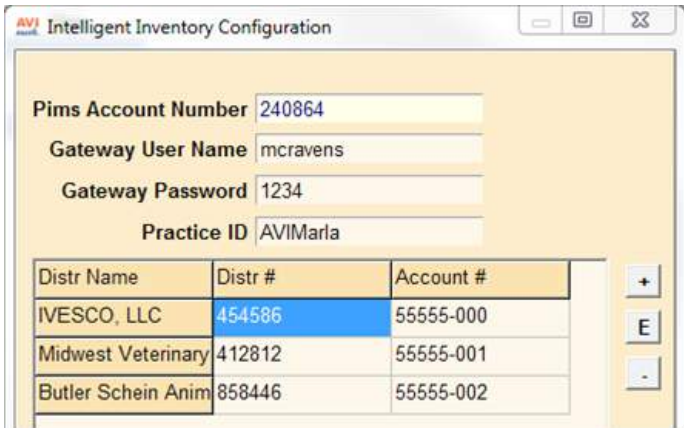 AVI mark Intelligent Inventory Configuration
Pims Account Number 240864
Gateway User Name mcravens
Gateway Password 1234
Practice ID AVIMarla
Distr Name Distr # Account # +
IVESCO, LLC 454586 55555-000
E
Midwest Veterinary 412812 55555-001
-
Butler Schein Anim 858446 55555-002